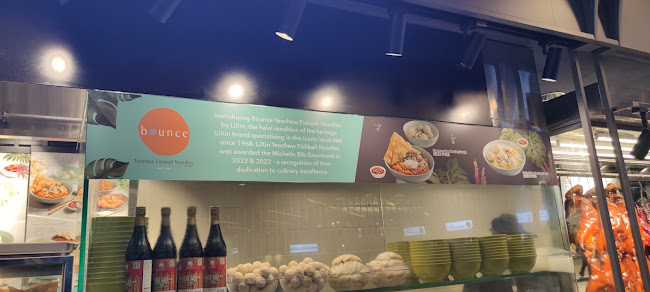 bounce
Teochew Fishball Noodles
Introducing Bounce Teochew Fishball Noodles
by LiXin, the halal rendition of the heritage
LiXin brand specialising in this iconic local dish
since 1968. LiXin Teochew Fishball Noodles
was awarded the Michelin Bib Gourmand in
2022 & 2023 - a recognition of their
dedication to culinary excellence.